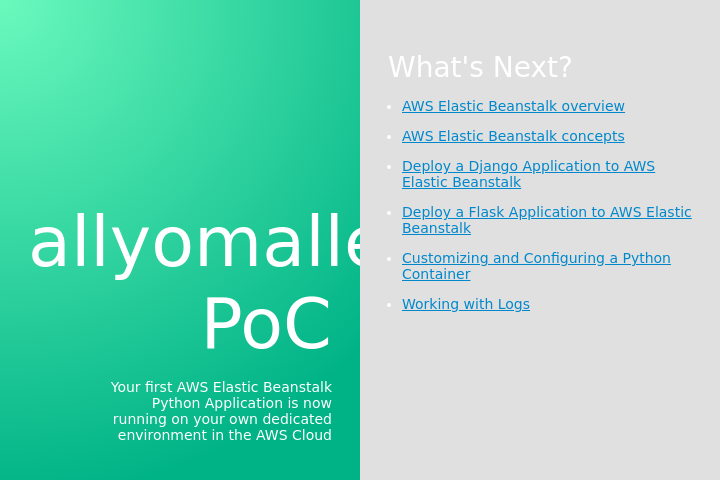 allyomalle
PoC
Your first AWS Elastic Beanstalk
Python Application is now
running on your own dedicated
environment in the AWS Cloud
What's Next?
AWS Elastic Beanstalk overview
AWS Elastic Beanstalk concepts
Deploy a Django Application to AWS
Elastic Beanstalk
Deploy a Flask Application to AWS Elastic
Beanstalk
Customizing and Configuring a Python
Container
Working with Logs